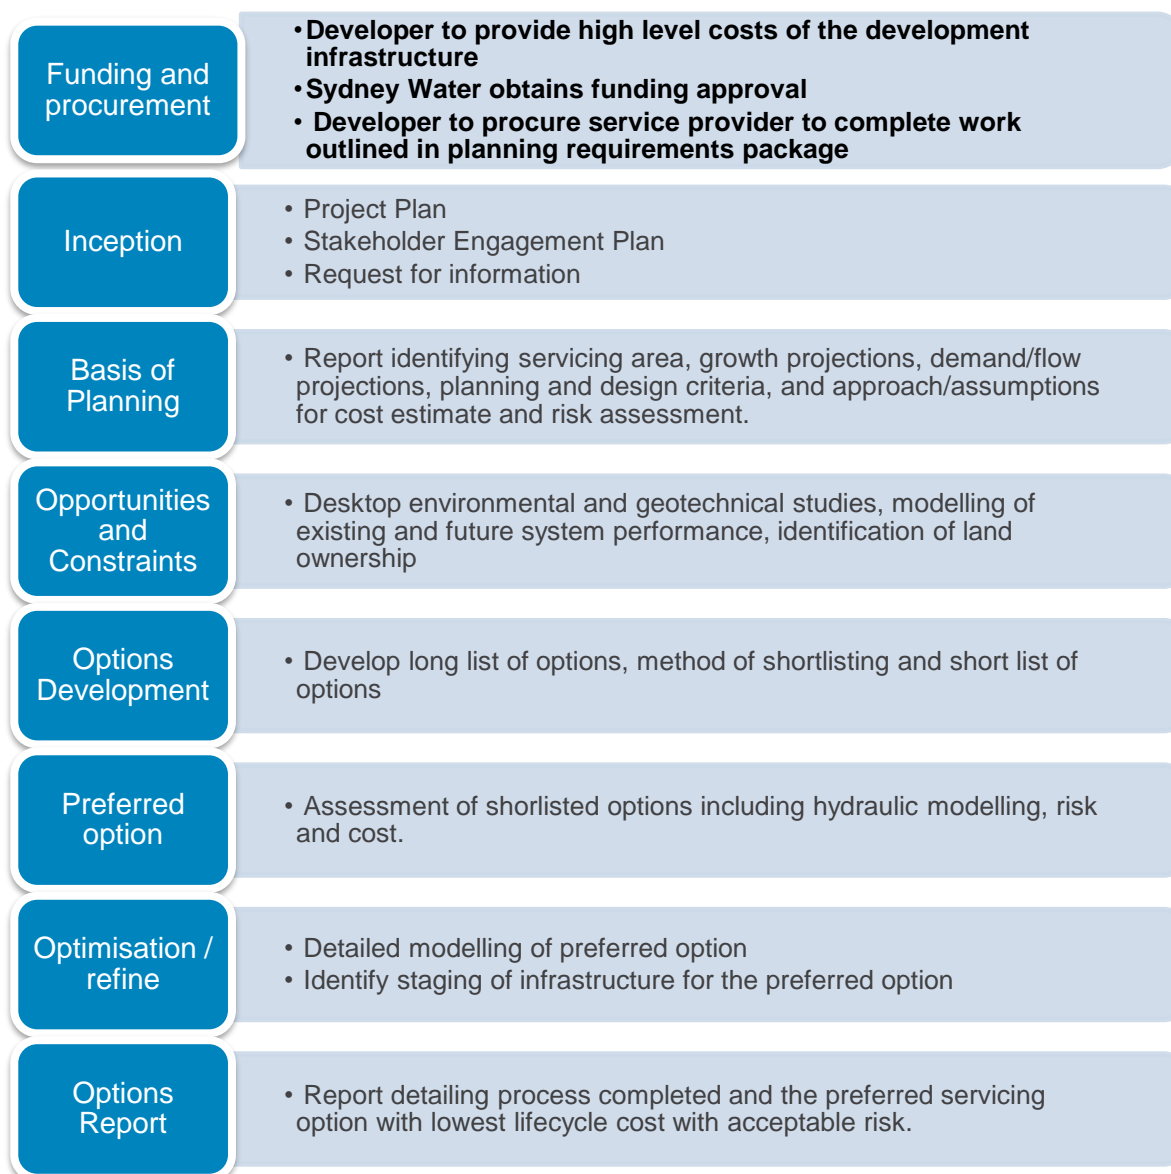 Funding and
procurement
•Developer to provide high level costs of the development
infrastructure
•Sydney Water obtains funding approval
• Developer to procure service provider to complete work
outlined in planning requirements package
Inception
• Project Plan
• Stakeholder Engagement Plan
• Request for information
Basis of
Planning
• Report identifying servicing area, growth projections, demand/flow
projections, planning and design criteria, and approach/assumptions
for cost estimate and risk assessment.
Opportunities
and
Constraints
• Desktop environmental and geotechnical studies, modelling of
existing and future system performance, identification of land
ownership
Options
Development
• Develop long list of options, method of shortlisting and short list of
options
Preferred
option
• Assessment of shorlisted options including hydraulic modelling, risk
and cost.
Optimisation /
refine
• Detailed modelling of preferred option
• Identify staging of infrastructure for the preferred option
Options
Report
• Report detailing process completed and the preferred servicing
option with lowest lifecycle cost with acceptable risk.